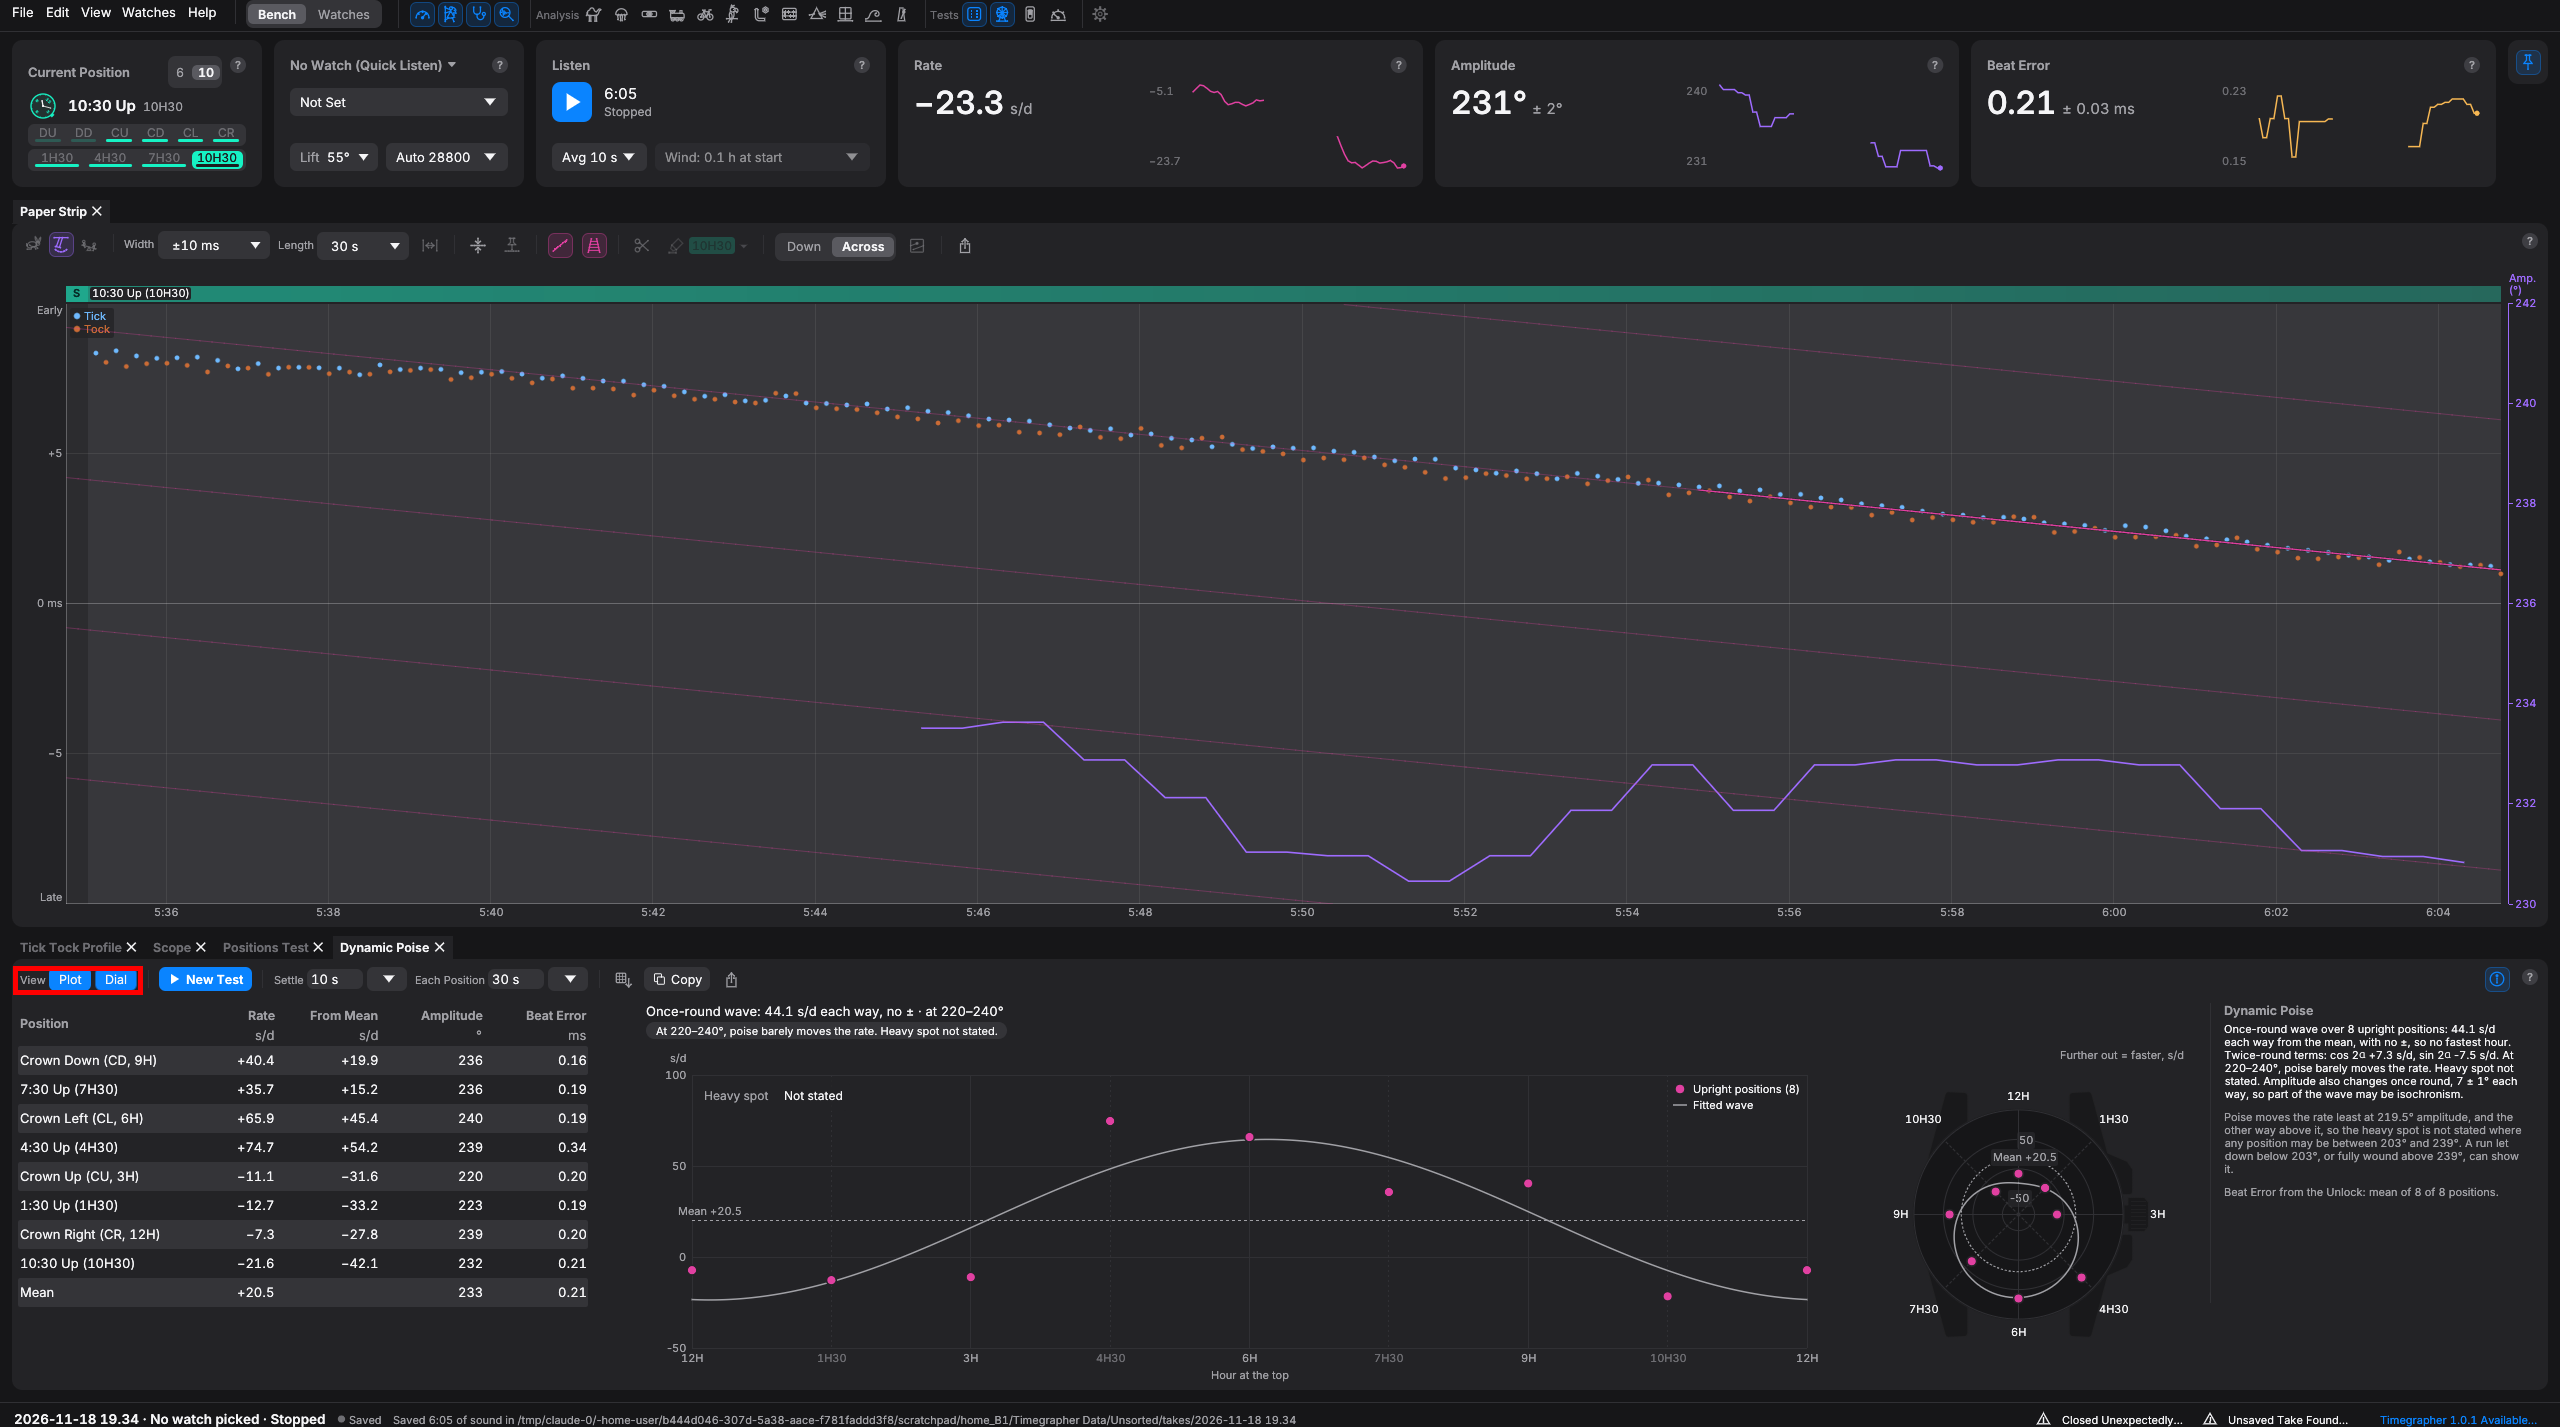 File Edit View Watches Help Bench Watches Analysis Tests
Current Position 6 10 ?
10:30 Up 10H30
DU DD CU CD CL CR
1H30 4H30 7H30 10H30
No Watch (Quick Listen) ?
Not Set
Lift 55° Auto 28800
Listen ?
6:05
Stopped
Avg 10 s Wind: 0.1 h at start
Rate ?
−23.3 s/d
−5.1
−23.7
Amplitude ?
231° ± 2°
240
231
Beat Error ?
0.21 ± 0.03 ms
0.23
0.15
Paper Strip
Width ±10 ms Length 30 s 10H30 Down Across ?
S 10:30 Up (10H30)
Amp.
(°)
Early
Tick
Tock
+5
0 ms
−5
Late
242
240
238
236
234
232
230
5:36 5:38 5:40 5:42 5:44 5:46 5:48 5:50 5:52 5:54 5:56 5:58 6:00 6:02 6:04
Tick Tock Profile Scope Positions Test Dynamic Poise
View Plot Dial New Test Settle 10 s Each Position 30 s Copy ?
Position Rate From Mean Amplitude Beat Error
s/d s/d ° ms
Crown Down (CD, 9H) +40.4 +19.9 236 0.16
7:30 Up (7H30) +35.7 +15.2 236 0.19
Crown Left (CL, 6H) +65.9 +45.4 240 0.19
4:30 Up (4H30) +74.7 +54.2 239 0.34
Crown Up (CU, 3H) −11.1 −31.6 220 0.20
1:30 Up (1H30) −12.7 −33.2 223 0.19
Crown Right (CR, 12H) −7.3 −27.8 239 0.20
10:30 Up (10H30) −21.6 −42.1 232 0.21
Mean +20.5 233 0.21
Once-round wave: 44.1 s/d each way, no ± · at 220–240°
At 220–240°, poise barely moves the rate. Heavy spot not stated.
s/d
100
50
0
-50
Heavy spot Not stated
Upright positions (8)
Fitted wave
Mean +20.5
12H 1H30 3H 4H30 6H 7H30 9H 10H30 12H
Hour at the top
Further out = faster, s/d
12H
10H30 1H30
50
Mean +20.5
-50
9H 3H
7H30 4H30
6H
Dynamic Poise
Once-round wave over 8 upright positions: 44.1 s/d
each way from the mean, with no ±, so no fastest hour.
Twice-round terms: cos 2α +7.3 s/d, sin 2α -7.5 s/d. At
220–240°, poise barely moves the rate. Heavy spot not
stated. Amplitude also changes once round, 7 ± 1° each
way, so part of the wave may be isochronism.
Poise moves the rate least at 219.5° amplitude, and the
other way above it, so the heavy spot is not stated where
any position may be between 203° and 239°. A run let
down below 203°, or fully wound above 239°, can show
it.
Beat Error from the Unlock: mean of 8 of 8 positions.
2026-11-18 19.34 · No watch picked · Stopped Saved Saved 6:05 of sound in /tmp/claude-0/-home-user/b444d046-307d-5a38-aace-f781faddd3f8/scratchpad/home_B1/Timegrapher Data/Unsorted/takes/2026-11-18 19.34 Closed Unexpectedly... Unsaved Take Found... Timegrapher 1.0.1 Available...